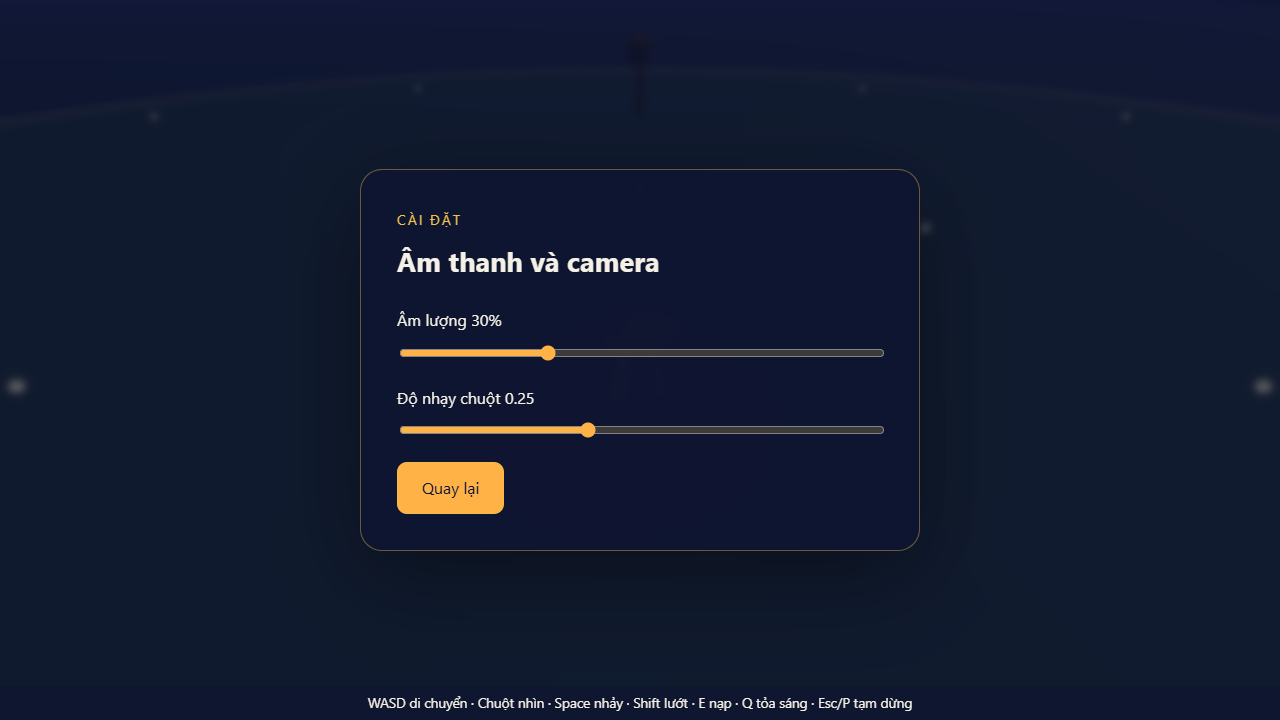 CÀI ĐẶT
Âm thanh và camera
Âm lượng 30%
Độ nhạy chuột 0.25
Quay lại
WASD di chuyển · Chuột nhìn · Space nhảy · Shift lướt · E nạp · Q tỏa sáng · Esc/P tạm dừng